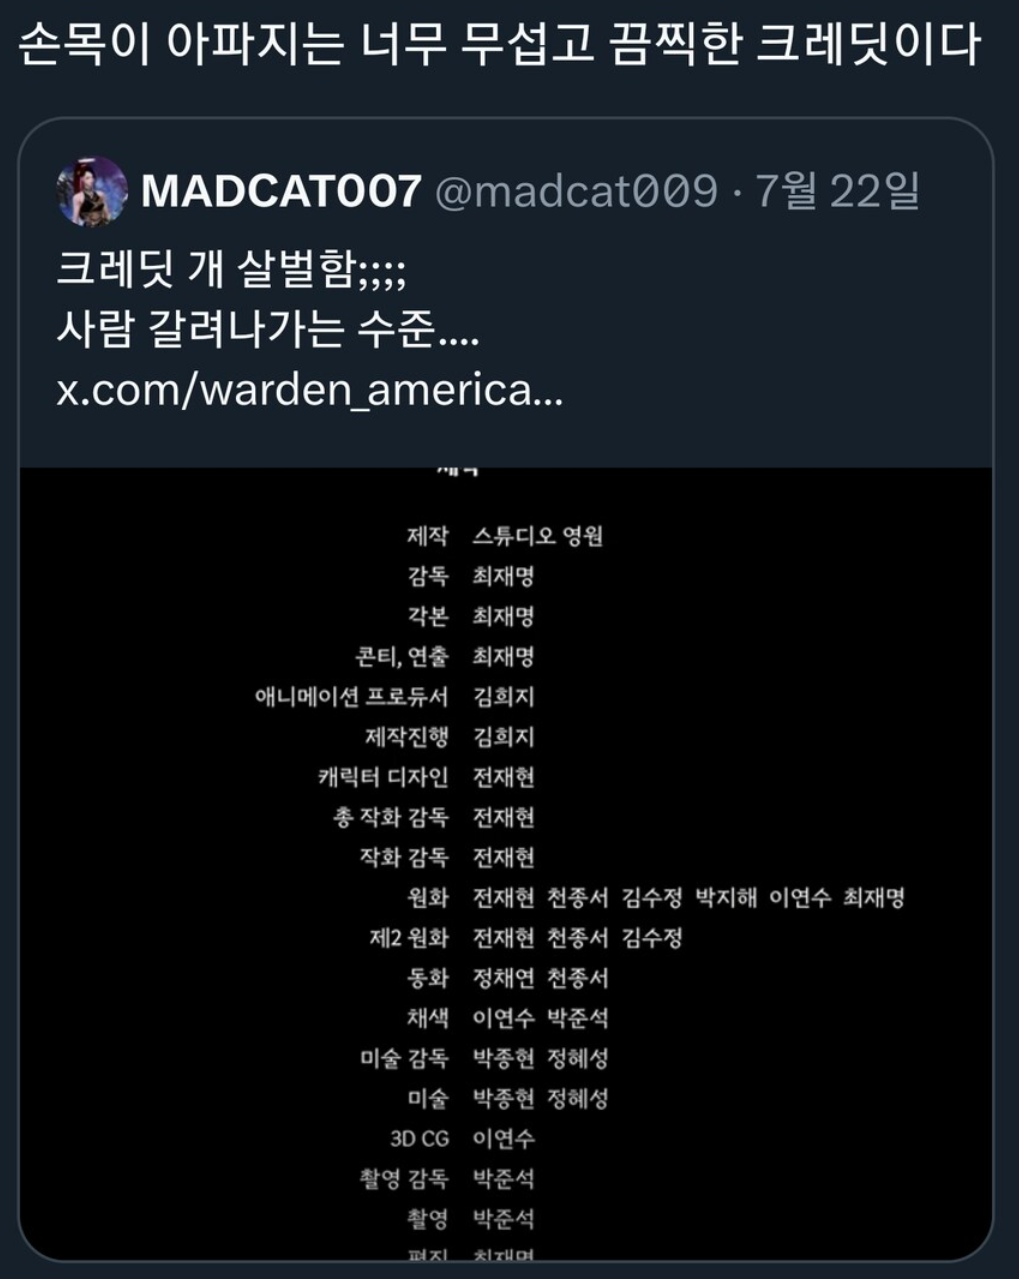 손목이 아파지는 너무 무섭고 끔찍한 크레딧이다
MADCAT007 @madcat009 · 7월 22일
크레딧 개 살벌함;;;;
사람 갈려나가는 수준....
x.com/warden_america...
제작
제작 스튜디오 영원
감독 최재명
각본 최재명
콘티, 연출 최재명
애니메이션 프로듀서 김희지
제작진행 김희지
캐릭터 디자인 전재현
총 작화 감독 전재현
작화 감독 전재현
원화 전재현 천종서 김수정 박지해 이연수 최재명
제2 원화 전재현 천종서 김수정
동화 정채연 천종서
채색 이연수 박준석
미술 감독 박종현 정혜성
미술 박종현 정혜성
3D CG 이연수
촬영 감독 박준석
촬영 박준석
편집 최재명